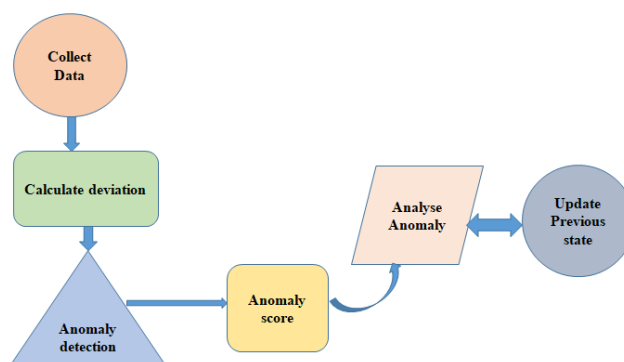 Collect
Data
Calculate deviation
Anomaly
detection
Anomaly
score
Analyse
Anomaly
Update
Previous
state